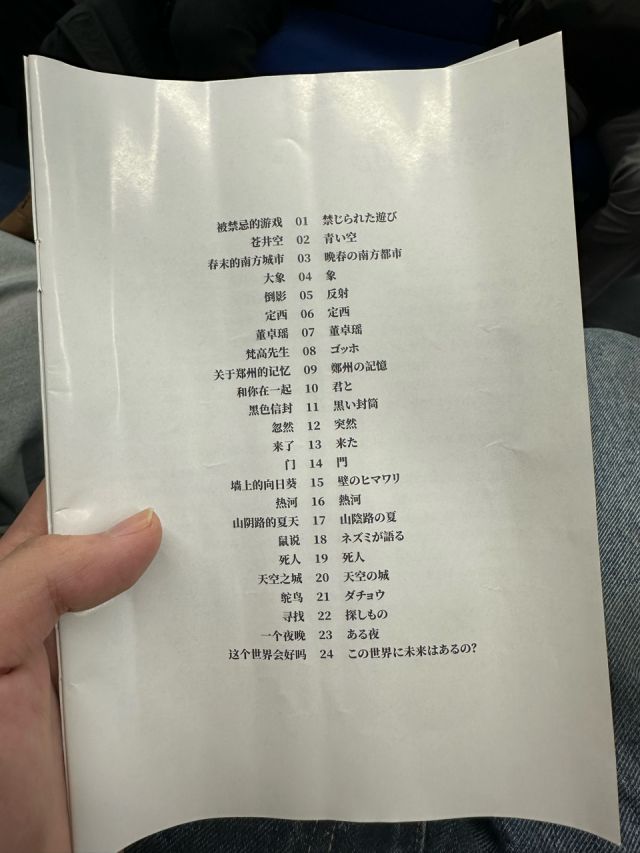 被禁忌的游戏 01 禁じられた遊び
苍井空 02 青い空
春末的南方城市 03 晩春の南方都市
大象 04 象
倒影 05 反射
定西 06 定西
董卓瑶 07 董卓瑶
梵高先生 08 ゴッホ
关于郑州的记忆 09 鄭州の記憶
和你在一起 10 君と
黑色信封 11 黒い封筒
忽然 12 突然
来了 13 来た
门 14 門
墙上的向日葵 15 壁のヒマワリ
热河 16 熱河
山阴路的夏天 17 山陰路の夏
鼠说 18 ネズミが語る
死人 19 死人
天空之城 20 天空の城
鸵鸟 21 ダチョウ
寻找 22 探しもの
一个夜晚 23 ある夜
这个世界会好吗 24 この世界に未来はあるの?